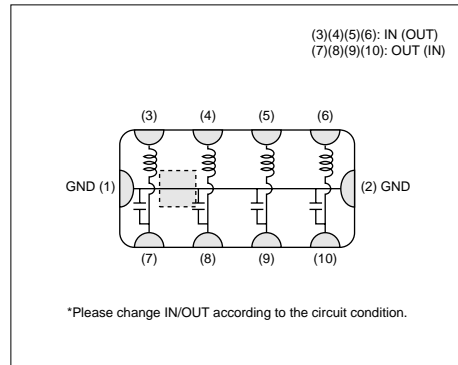 (3)(4)(5)(6): IN (OUT)
(7)(8)(9)(10): OUT (IN)
(3) (4) (5) (6)
GND (1) (2) GND
(7) (8) (9) (10)
*Please change IN/OUT according to the circuit condition.